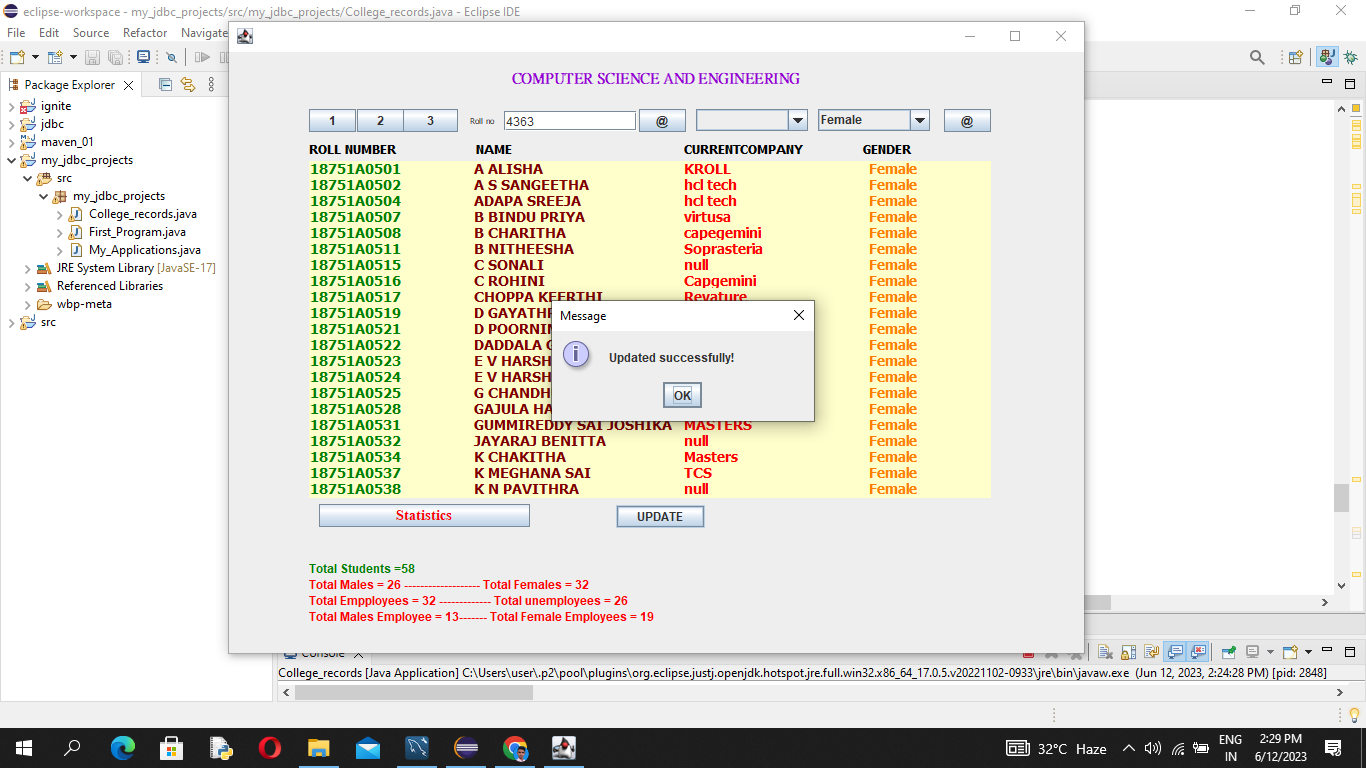 eclipse-workspace - my_jdbc_projects/src/my_jdbc_projects/College_records.java - Eclipse IDE
File Edit Source Refactor Navigate
Package Explorer
ignite
jdbc
maven_01
my_jdbc_projects
src
my_jdbc_projects
College_records.java
First_Program.java
My_Applications.java
JRE System Library [JavaSE-17]
Referenced Libraries
wbp-meta
src
COMPUTER SCIENCE AND ENGINEERING
1 2 3 Roll no 4363 @ Female @
ROLL NUMBER NAME CURRENTCOMPANY GENDER
18751A0501 A ALISHA KROLL Female
18751A0502 A S SANGEETHA hcl tech Female
18751A0504 ADAPA SREEJA hcl tech Female
18751A0507 B BINDU PRIYA virtusa Female
18751A0508 B CHARITHA capegemini Female
18751A0511 B NITHEESHA Soprasteria Female
18751A0515 C SONALI null Female
18751A0516 C ROHINI Capgemini Female
18751A0517 CHOPPA KEERTHI Revature Female
18751A0519 D GAYATH Female
18751A0521 D POORNI Female
18751A0522 DADDALA Female
18751A0523 E V HARSH Female
18751A0524 E V HARSH Female
18751A0525 G CHANDH Female
18751A0528 GAJULA HA Female
18751A0531 GUMMIREDDY SAI JOSHIKA MASTERS Female
18751A0532 JAYARAJ BENITTA null Female
18751A0534 K CHAKITHA Masters Female
18751A0537 K MEGHANA SAI TCS Female
18751A0538 K N PAVITHRA null Female
Message
Updated successfully!
OK
Statistics UPDATE
Total Students =58
Total Males = 26 ------------------- Total Females = 32
Total Empployees = 32 ------------- Total unemployees = 26
Total Males Employee = 13------- Total Female Employees = 19
Console
College_records [Java Application] C:\Users\user\.p2\pool\plugins\org.eclipse.justj.openjdk.hotspot.jre.full.win32.x86_64_17.0.5.v20221102-0933\jre\bin\javaw.exe (Jun 12, 2023, 2:24:28 PM) [pid: 2848]
32°C Haze
ENG
IN
2:29 PM
6/12/2023